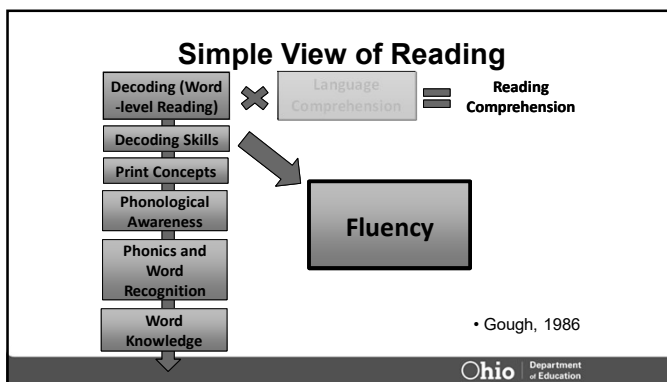 Simple View of Reading
Decoding (Word
-level Reading)
Language
Comprehension
Reading
Comprehension
Decoding Skills
Print Concepts
Phonological
Awareness
Fluency
Phonics and
Word
Recognition
Word
Knowledge
• Gough, 1986
Ohio
Department
of Education